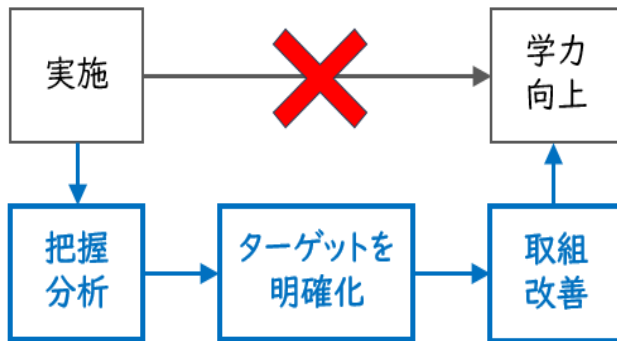 実施
学力
向上
把握
分析
ターゲットを
明確化
取組
改善